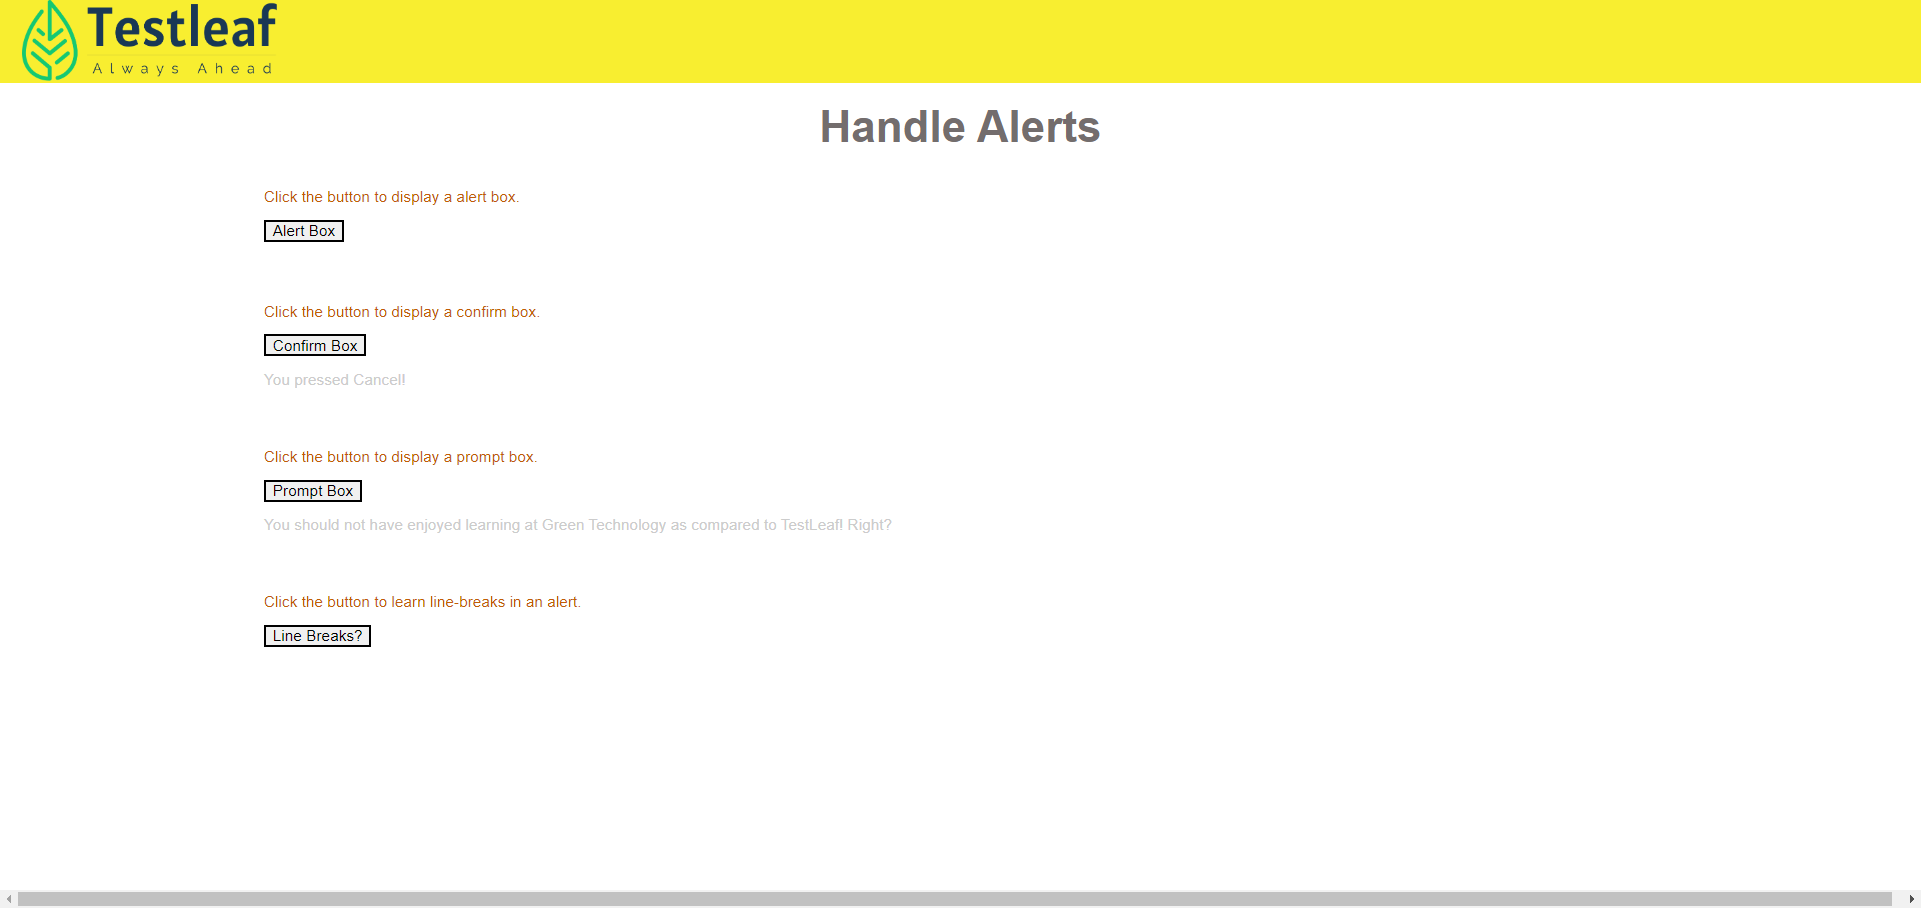 Testleaf
Always Ahead
Handle Alerts
Click the button to display a alert box.
Alert Box
Click the button to display a confirm box.
Confirm Box
You pressed Cancel!
Click the button to display a prompt box.
Prompt Box
You should not have enjoyed learning at Green Technology as compared to TestLeaf! Right?
Click the button to learn line-breaks in an alert.
Line Breaks?